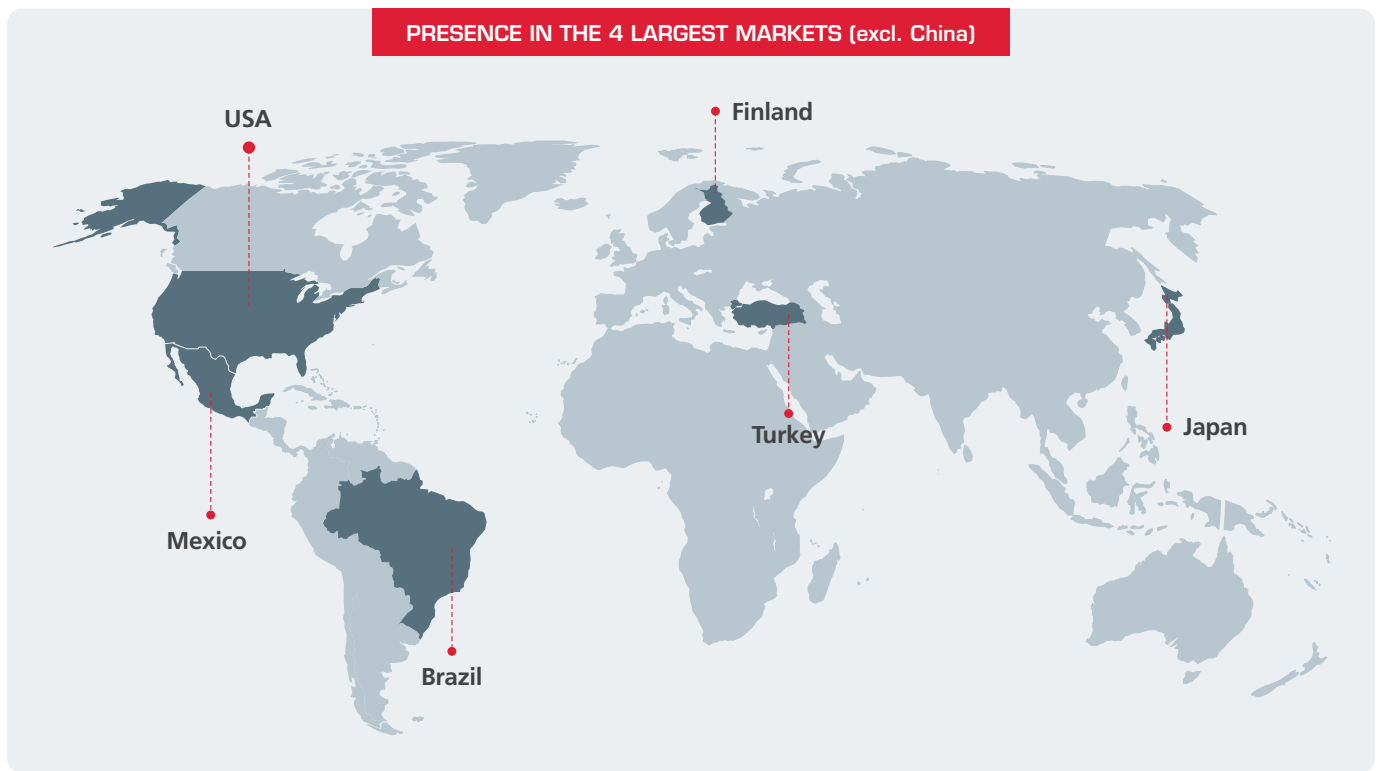 PRESENCE IN THE 4 LARGEST MARKETS (excl. China)
USA
Finland
Turkey
Japan
Mexico
Brazil